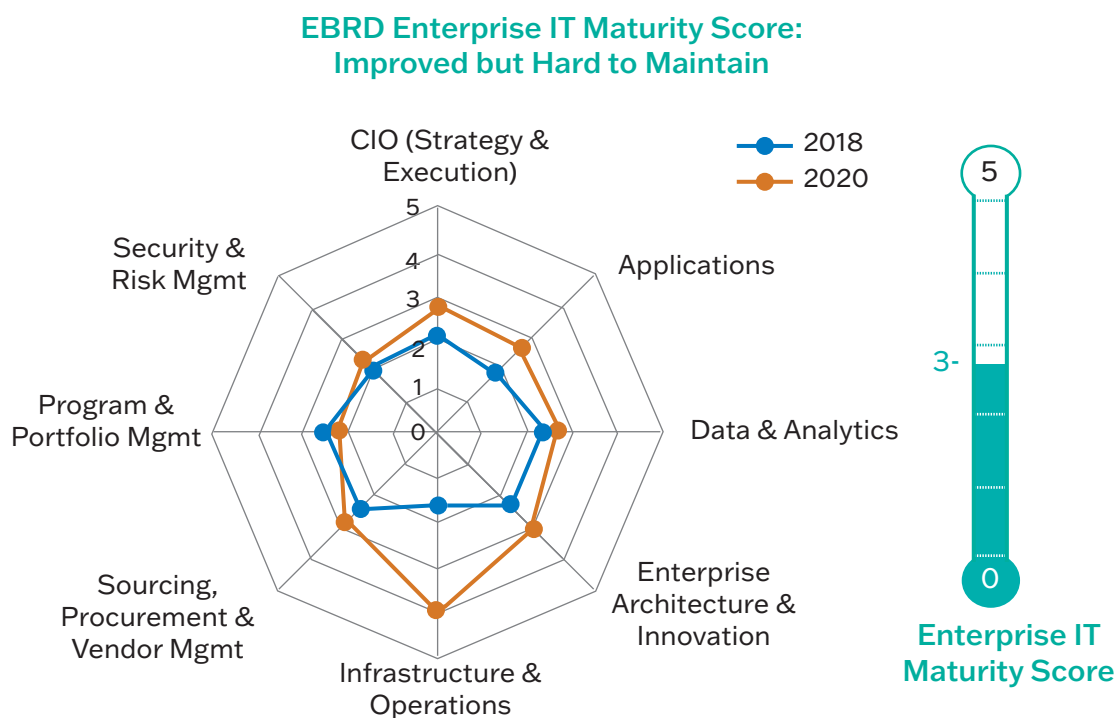 EBRD Enterprise IT Maturity Score:
Improved but Hard to Maintain
CIO (Strategy &
Execution)
2018
2020
5
4
3
2
1
0
Security &
Risk Mgmt
Applications
Program &
Portfolio Mgmt
Data & Analytics
Sourcing,
Procurement &
Vendor Mgmt
Enterprise
Architecture &
Innovation
Infrastructure &
Operations
5
3-
0
Enterprise IT
Maturity Score